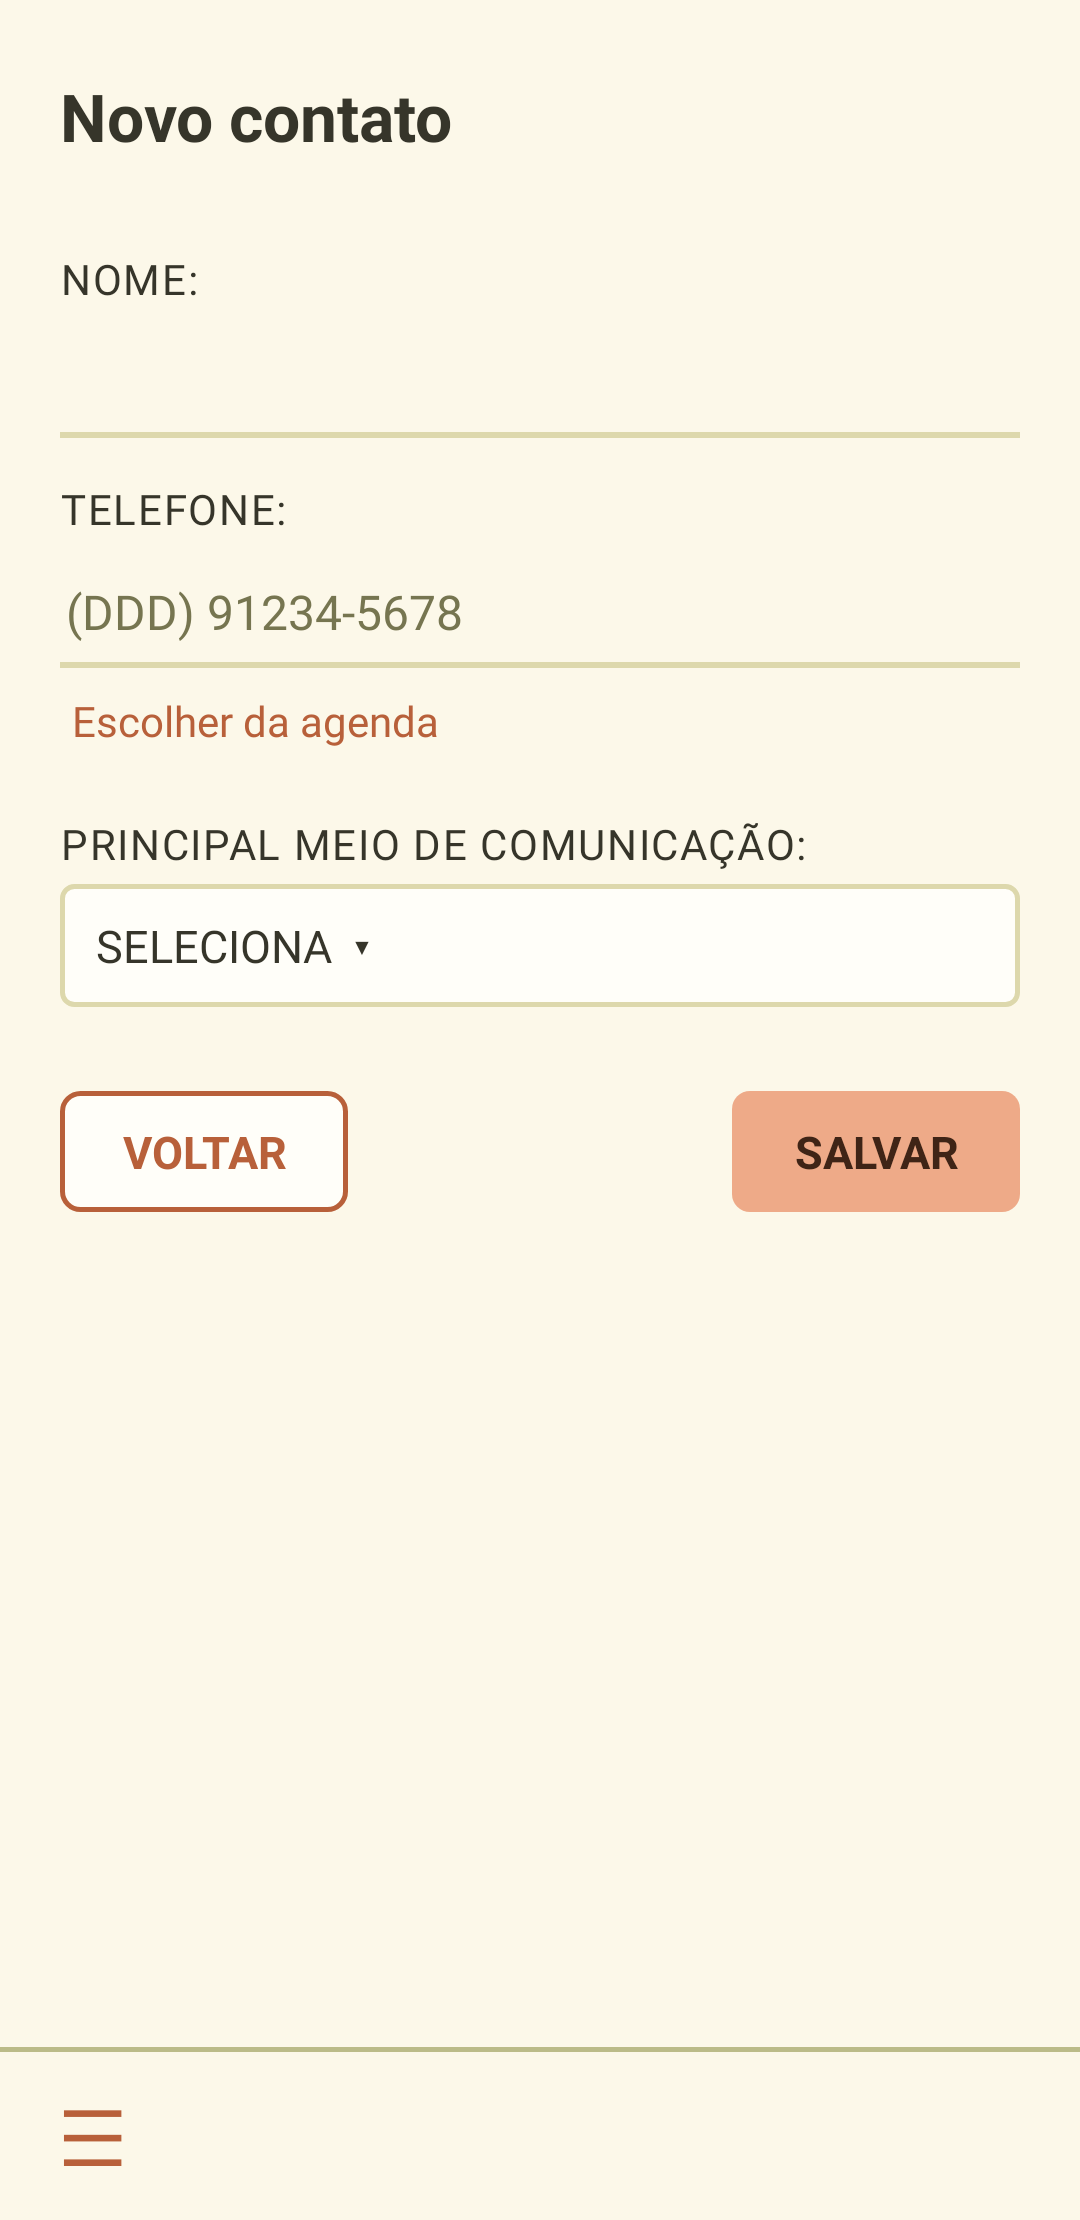 Novo contato
NOME:
TELEFONE:
(DDD) 91234-5678
Escolher da agenda
PRINCIPAL MEIO DE COMUNICAÇÃO:
SELECIONA ▾
VOLTAR
SALVAR